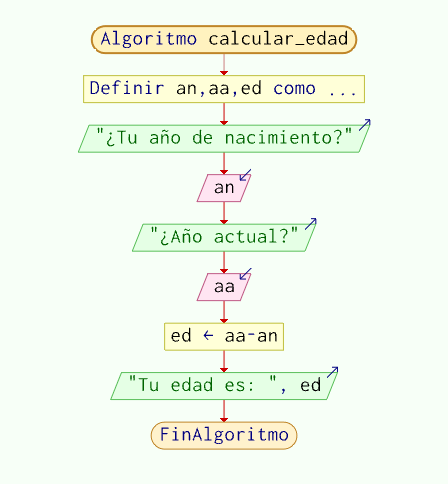 Algoritmo calcular_edad
Definir an,aa,ed como ...
"¿Tu año de nacimiento?"
an
"¿Año actual?"
aa
ed ← aa-an
"Tu edad es: ", ed
FinAlgoritmo